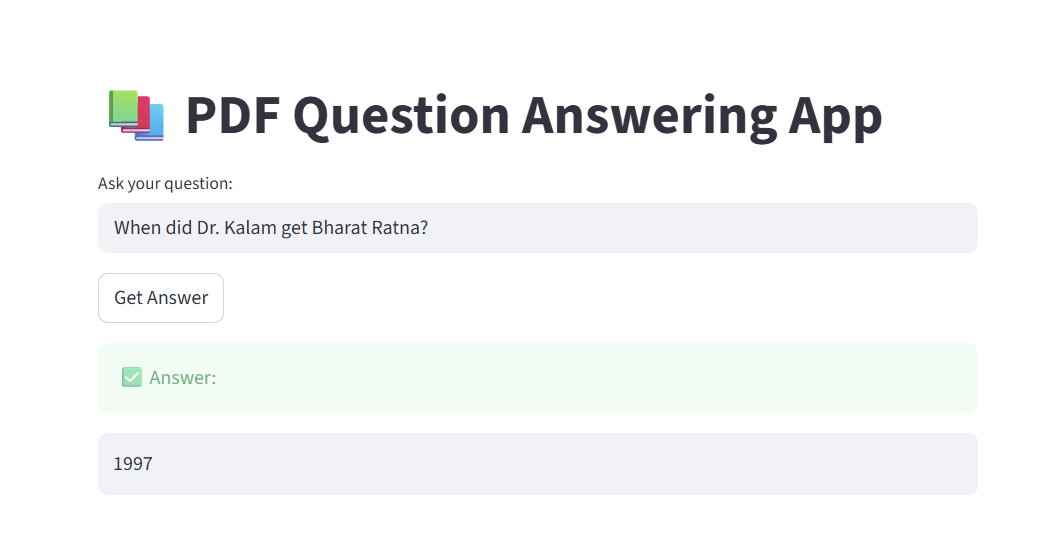 PDF Question Answering App
Ask your question:
When did Dr. Kalam get Bharat Ratna?
Get Answer
Answer:
1997